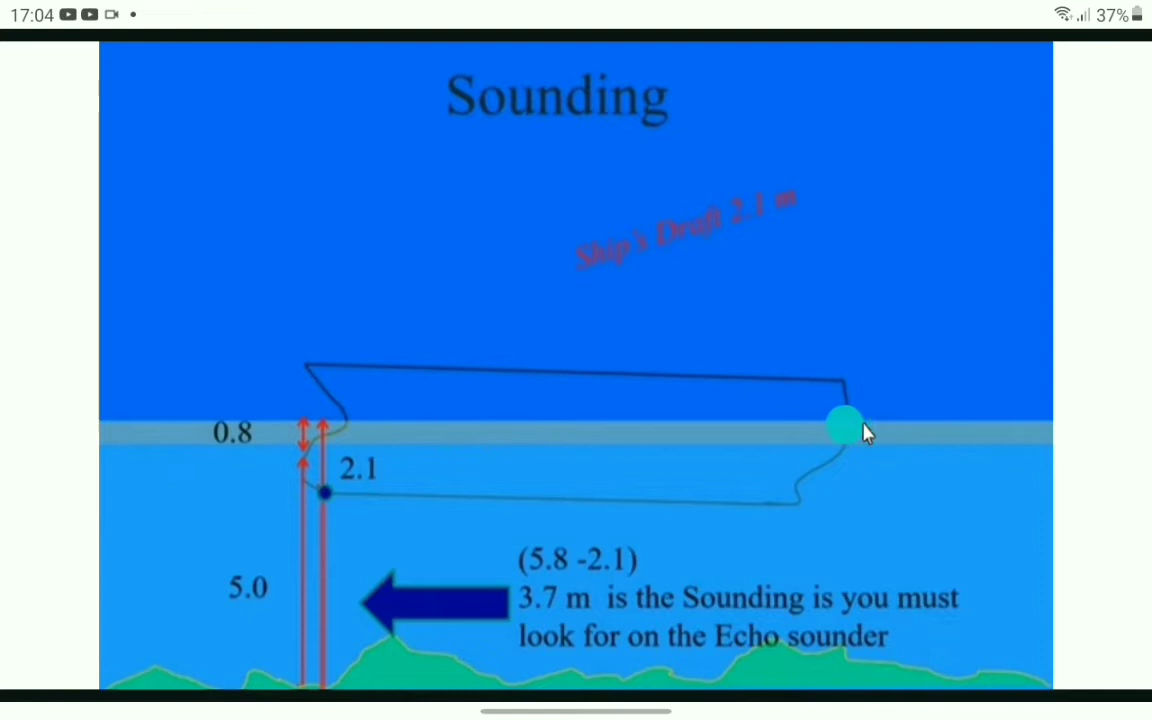 17:04
37%
Sounding
Ship's Draft 2.1 m
0.8
2.1
5.0
(5.8 -2.1)
3.7 m is the Sounding is you must
look for on the Echo sounder